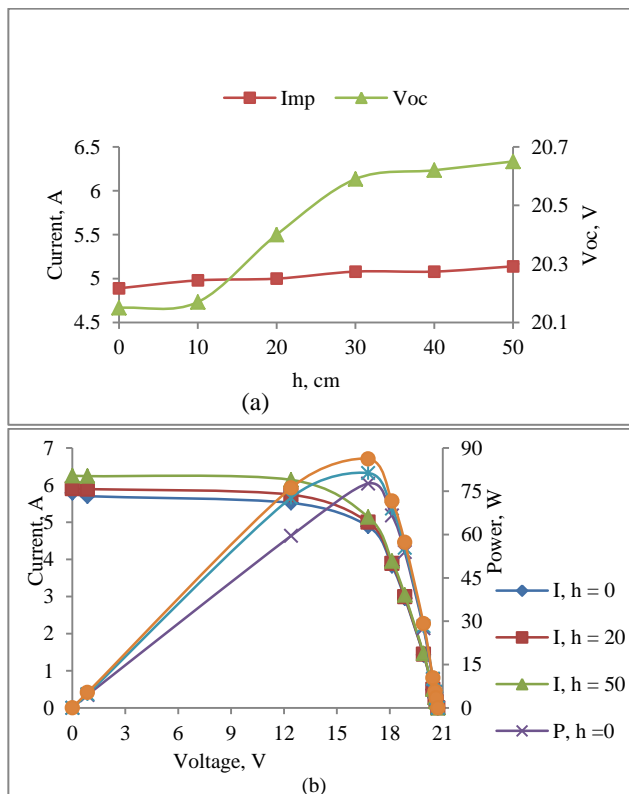 Imp Voc
6.5
6
5.5
5
4.5
Current, A
20.7
20.5
20.3
20.1
Voc, V
0 10 20 30 40 50
h, cm
(a)
7
6
5
4
3
2
1
0
Current, A
90
75
60
45
30
15
0
Power, W
0 3 6 9 12 15 18 21
Voltage, V
I, h = 0
I, h = 20
I, h = 50
P, h =0
(b)